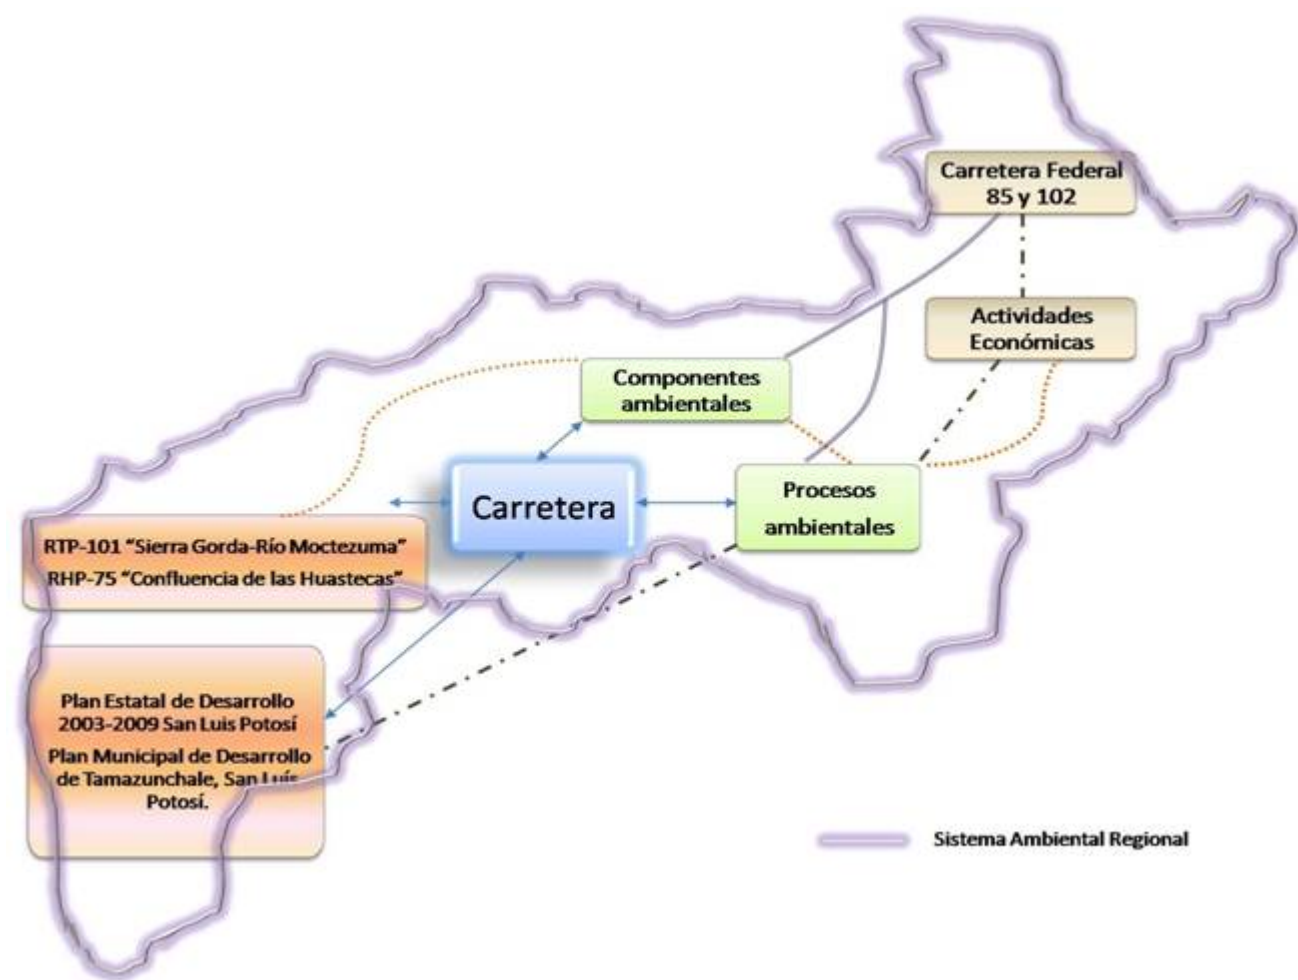 Carretera Federal
85 y 102
Actividades
Económicas
Componentes
ambientales
Carretera
Procesos
ambientales
RTP-101 “Sierra Gorda-Río Moctezuma”
RHP-75 “Confluencia de las Huastecas”
Plan Estatal de Desarrollo
2003-2009 San Luis Potosí
Plan Municipal de Desarrollo
de Tamazunchale, San Luís
Potosí.
Sistema Ambiental Regional